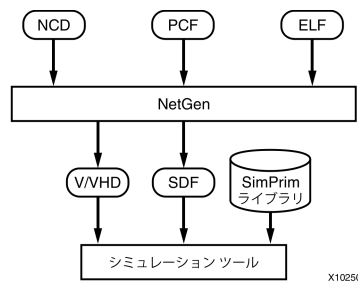 NCD
PCF
ELF
NetGen
V/VHD
SDF
SimPrim
ライブラリ
シミュレーション ツール
X10250